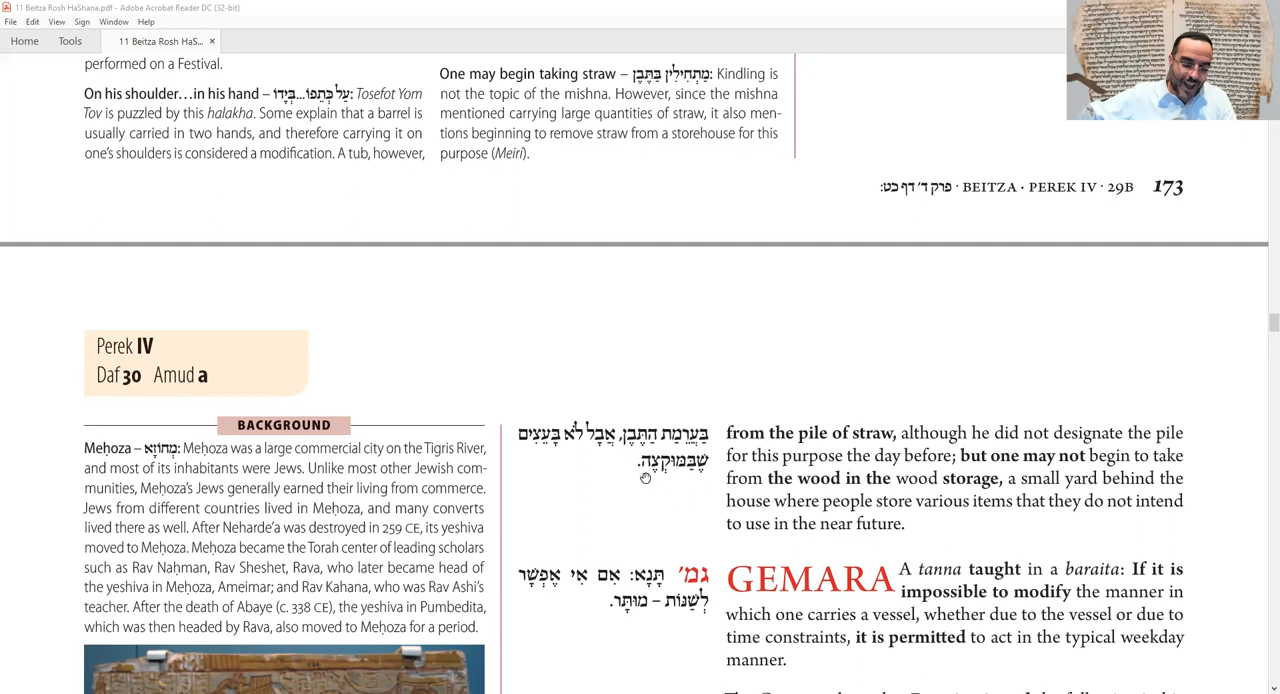 11 Beitza Rosh HaShana.pdf - Adobe Acrobat Reader DC (32-bit)
File Edit View Sign Window Help
Home Tools 11 Beitza Rosh HaS... ×
performed on a Festival.
On his shoulder…in his hand – עַל כְּתֵפוֹ...בְּיָדוֹ: Tosefot Yom
Tov is puzzled by this halakha. Some explain that a barrel is
usually carried in two hands, and therefore carrying it on
one's shoulders is considered a modification. A tub, however,
One may begin taking straw – מַתְחִילִין בַּתֶּבֶן: Kindling is
not the topic of the mishna. However, since the mishna
mentioned carrying large quantities of straw, it also men-
tions beginning to remove straw from a storehouse for this
purpose (Meiri).
פרק ד׳ דף כט: · BEITZA · PEREK IV · 29B 173
Perek IV
Daf 30 Amud a
BACKGROUND
Meḥoza – מְחוֹזָא: Meḥoza was a large commercial city on the Tigris River,
and most of its inhabitants were Jews. Unlike most other Jewish com-
munities, Meḥoza's Jews generally earned their living from commerce.
Jews from different countries lived in Meḥoza, and many converts
lived there as well. After Neharde'a was destroyed in 259 CE, its yeshiva
moved to Meḥoza. Meḥoza became the Torah center of leading scholars
such as Rav Naḥman, Rav Sheshet, Rava, who later became head of
the yeshiva in Meḥoza, Ameimar; and Rav Kahana, who was Rav Ashi's
teacher. After the death of Abaye (c. 338 CE), the yeshiva in Pumbedita,
which was then headed by Rava, also moved to Meḥoza for a period.
בַּעֲרֵמַת הַתֶּבֶן, אֲבָל לֹא בָּעֵצִים
שֶׁבַּמּוּקְצֶה.
from the pile of straw, although he did not designate the pile
for this purpose the day before; but one may not begin to take
from the wood in the wood storage, a small yard behind the
house where people store various items that they do not intend
to use in the near future.
גמ׳ תָּנָא: אִם אִי אֶפְשָׁר
לְשַׁנּוֹת – מוּתָּר.
GEMARA A tanna taught in a baraita: If it is
impossible to modify the manner in
which one carries a vessel, whether due to the vessel or due to
time constraints, it is permitted to act in the typical weekday
manner.